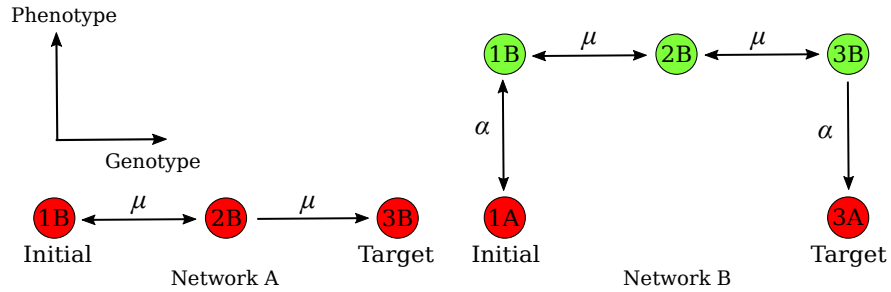 Phenotype
Genotype
1B μ 2B μ 3B
Initial Target
Network A
1B μ 2B μ 3B
α α
1A 3A
Initial Target
Network B